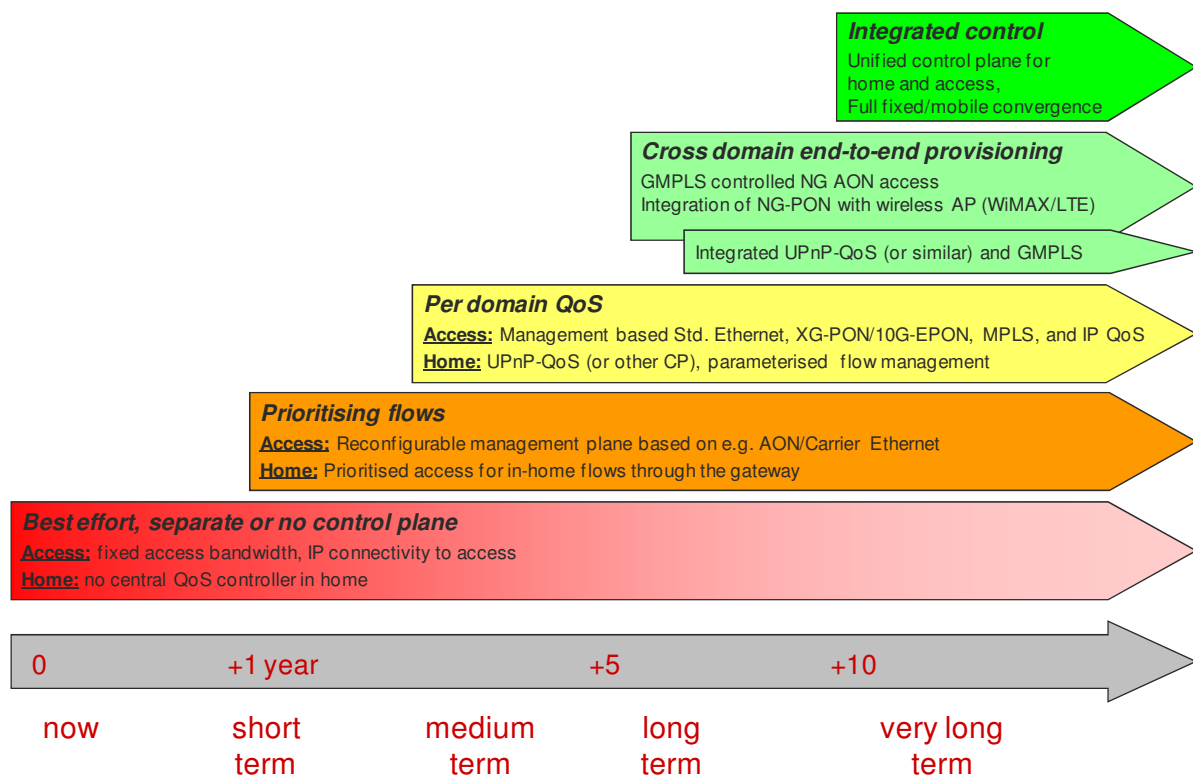 Integrated control
Unified control plane for
home and access,
Full fixed/mobile convergence
Cross domain end-to-end provisioning
GMPLS controlled NG AON access
Integration of NG-PON with wireless AP (WiMAX/LTE)
Integrated UPnP-QoS (or similar) and GMPLS
Per domain QoS
Access: Management based Std. Ethernet, XG-PON/10G-EPON, MPLS, and IP QoS
Home: UPnP-QoS (or other CP), parameterised flow management
Prioritising flows
Access: Reconfigurable management plane based on e.g. AON/Carrier Ethernet
Home: Prioritised access for in-home flows through the gateway
Best effort, separate or no control plane
Access: fixed access bandwidth, IP connectivity to access
Home: no central QoS controller in home
0 +1 year +5 +10
now short medium long very long
term term term term